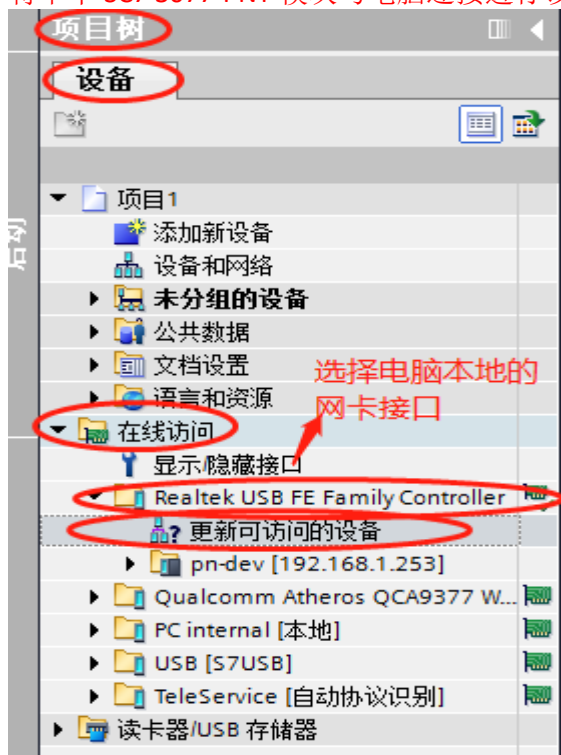 项目树
设备
项目1
添加新设备
设备和网络
未分组的设备
公共数据
文档设置
选择电脑本地的
语言和资源
网卡接口
在线访问
显示/隐藏接口
Realtek USB FE Family Controller
更新可访问的设备
pn-dev [192.168.1.253]
Qualcomm Atheros QCA9377 W...
PC internal [本地]
USB [S7USB]
TeleService [自动协议识别]
读卡器/USB 存储器
启动